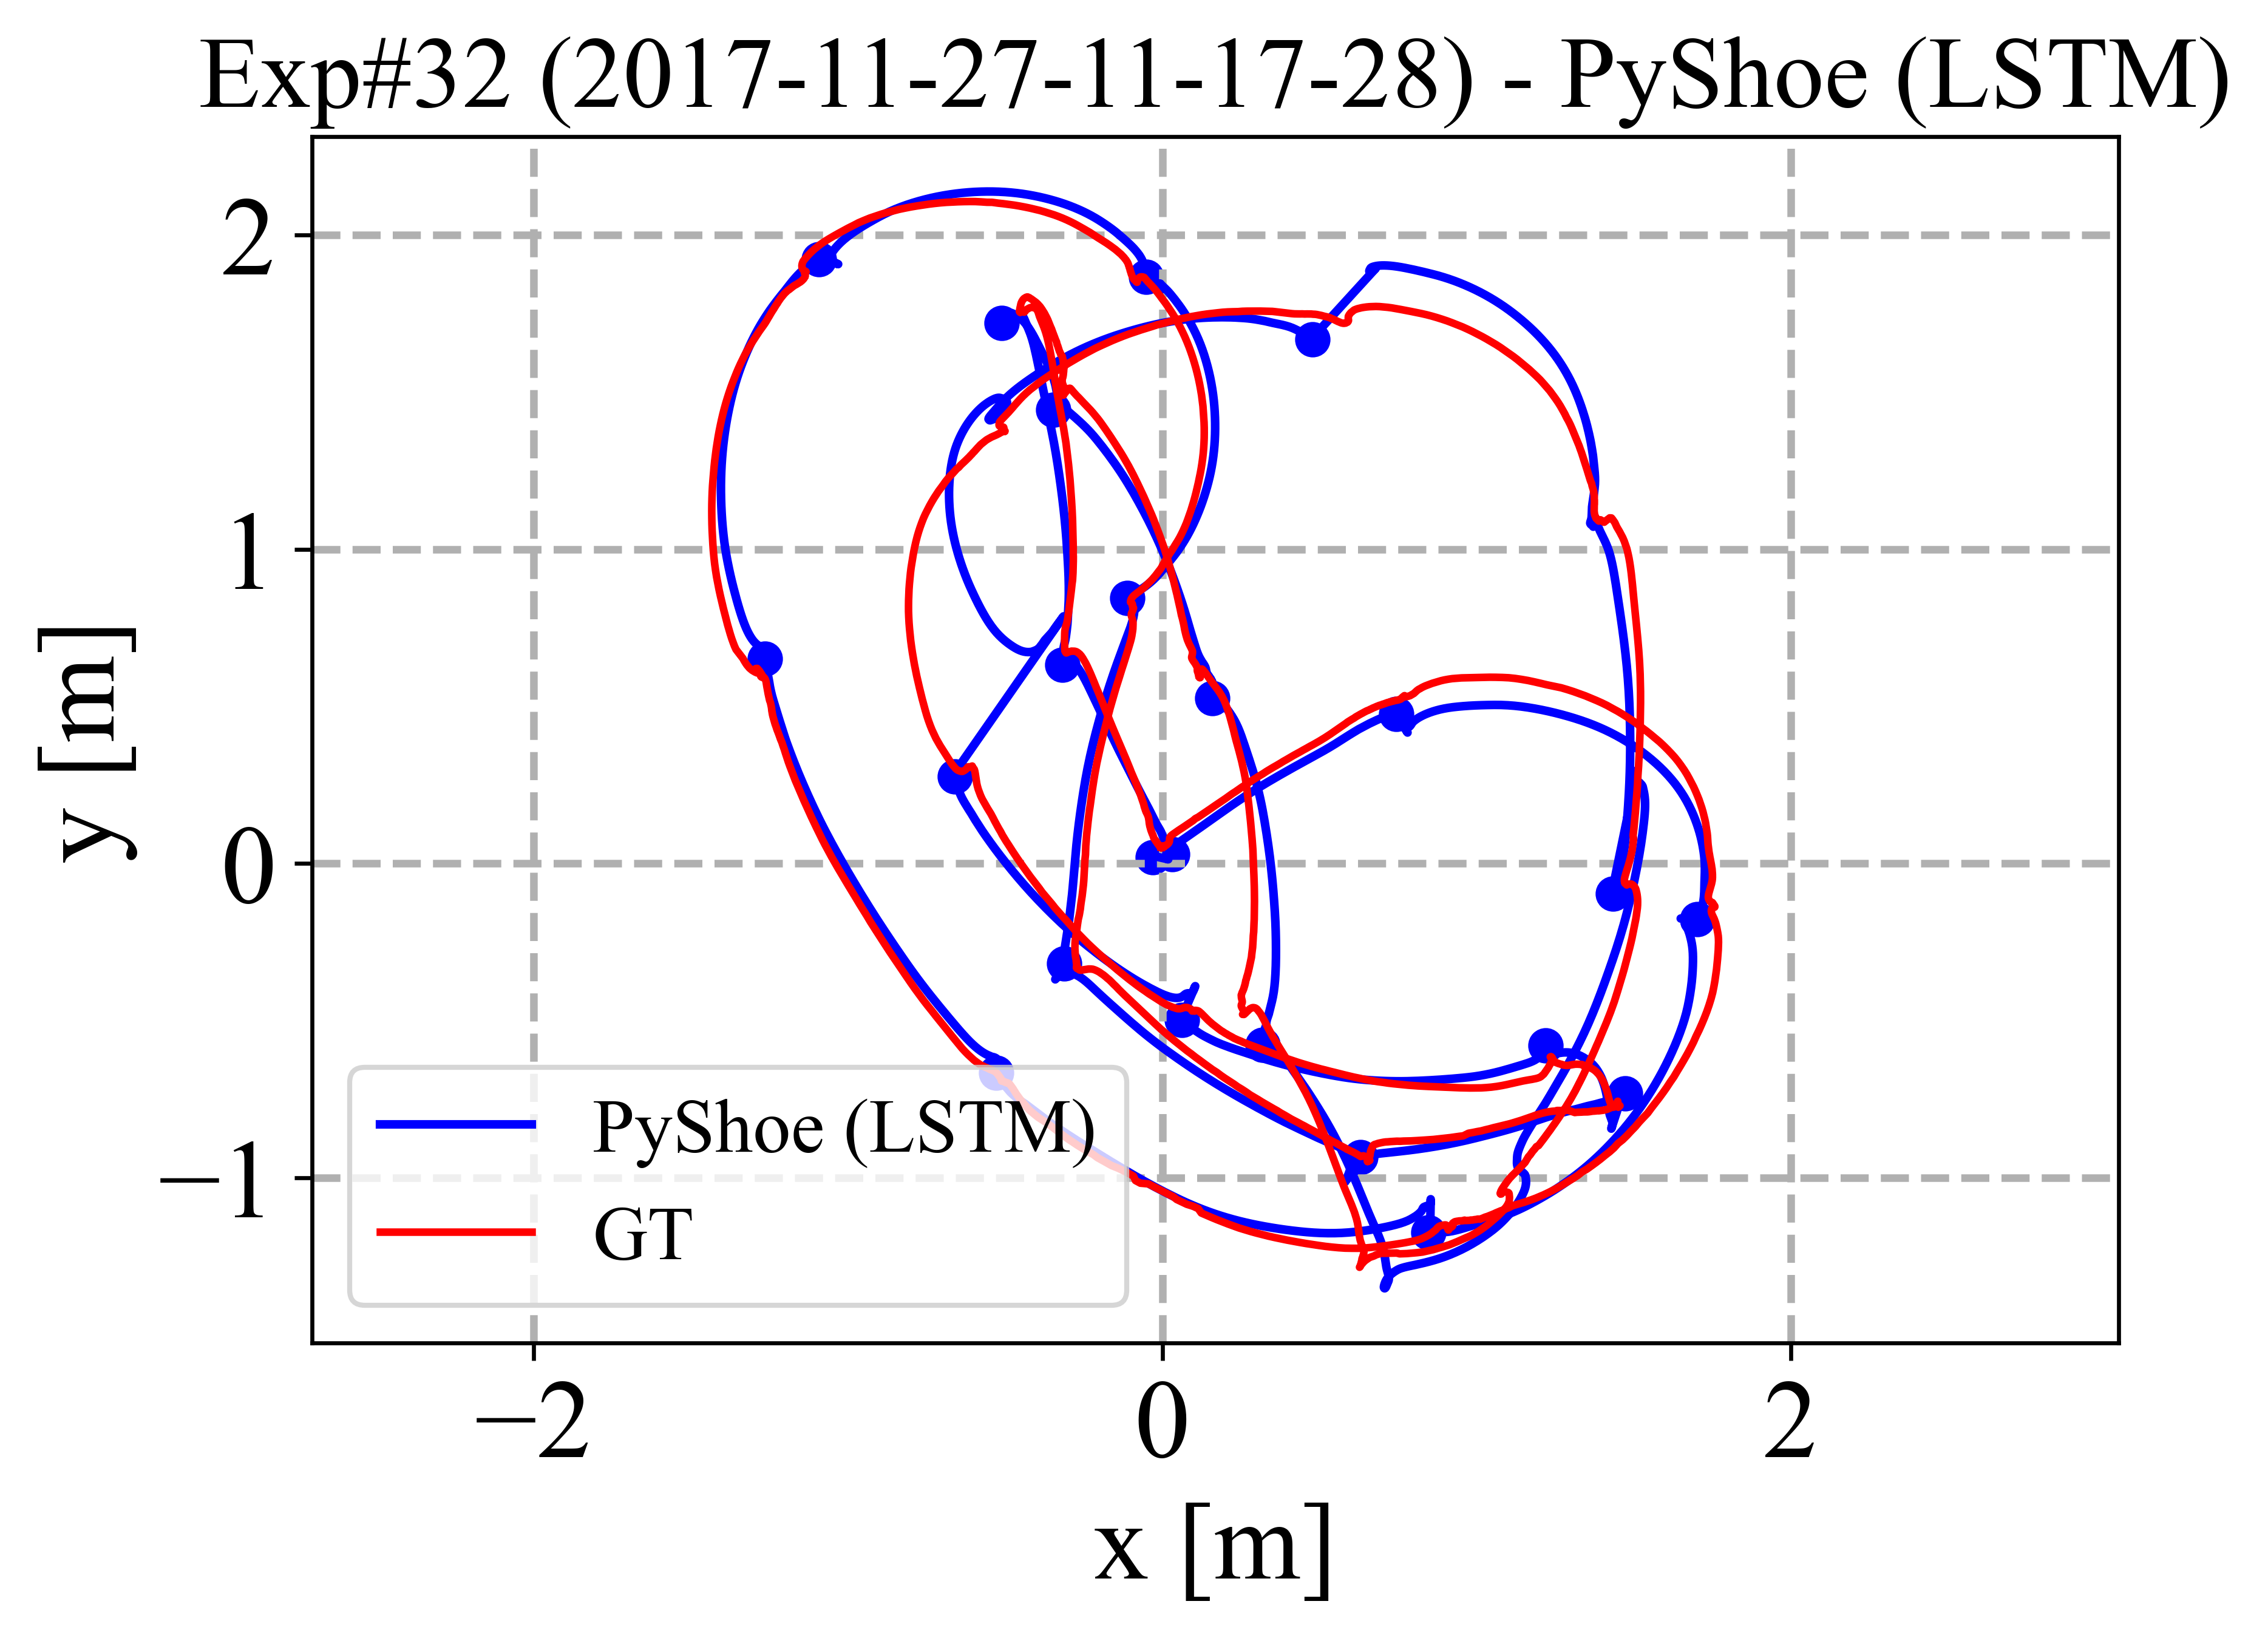 Exp#32 (2017-11-27-11-17-28) - PyShoe (LSTM)
2
1
0
−1
y [m]
PyShoe (LSTM)
GT
−2
0
2
x [m]